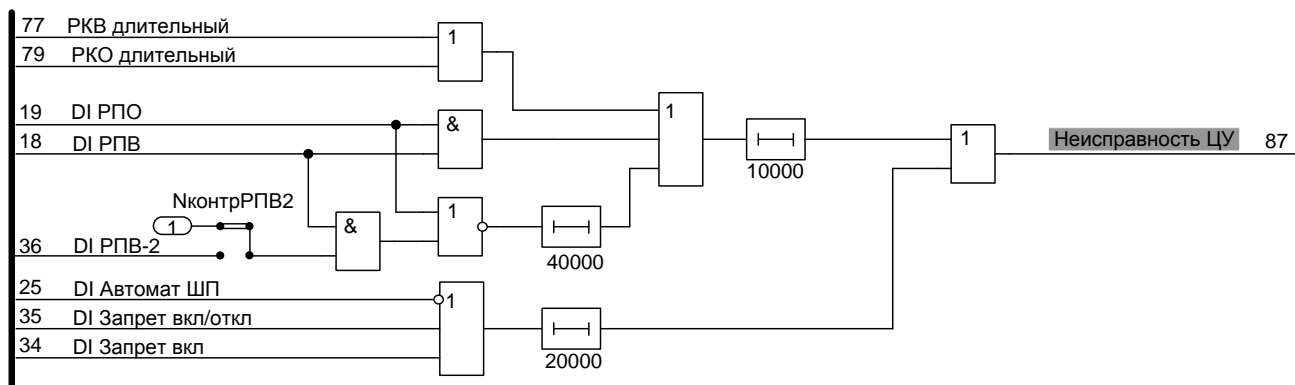 77 РКВ длительный
1
79 РКО длительный
19 DI РПО
&
18 DI РПВ
1
10000
1
Неисправность ЦУ 87
NконтрРПВ2
1
&
1
36 DI РПВ-2
40000
25 DI Автомат ШП
1
35 DI Запрет вкл/откл
34 DI Запрет вкл
20000